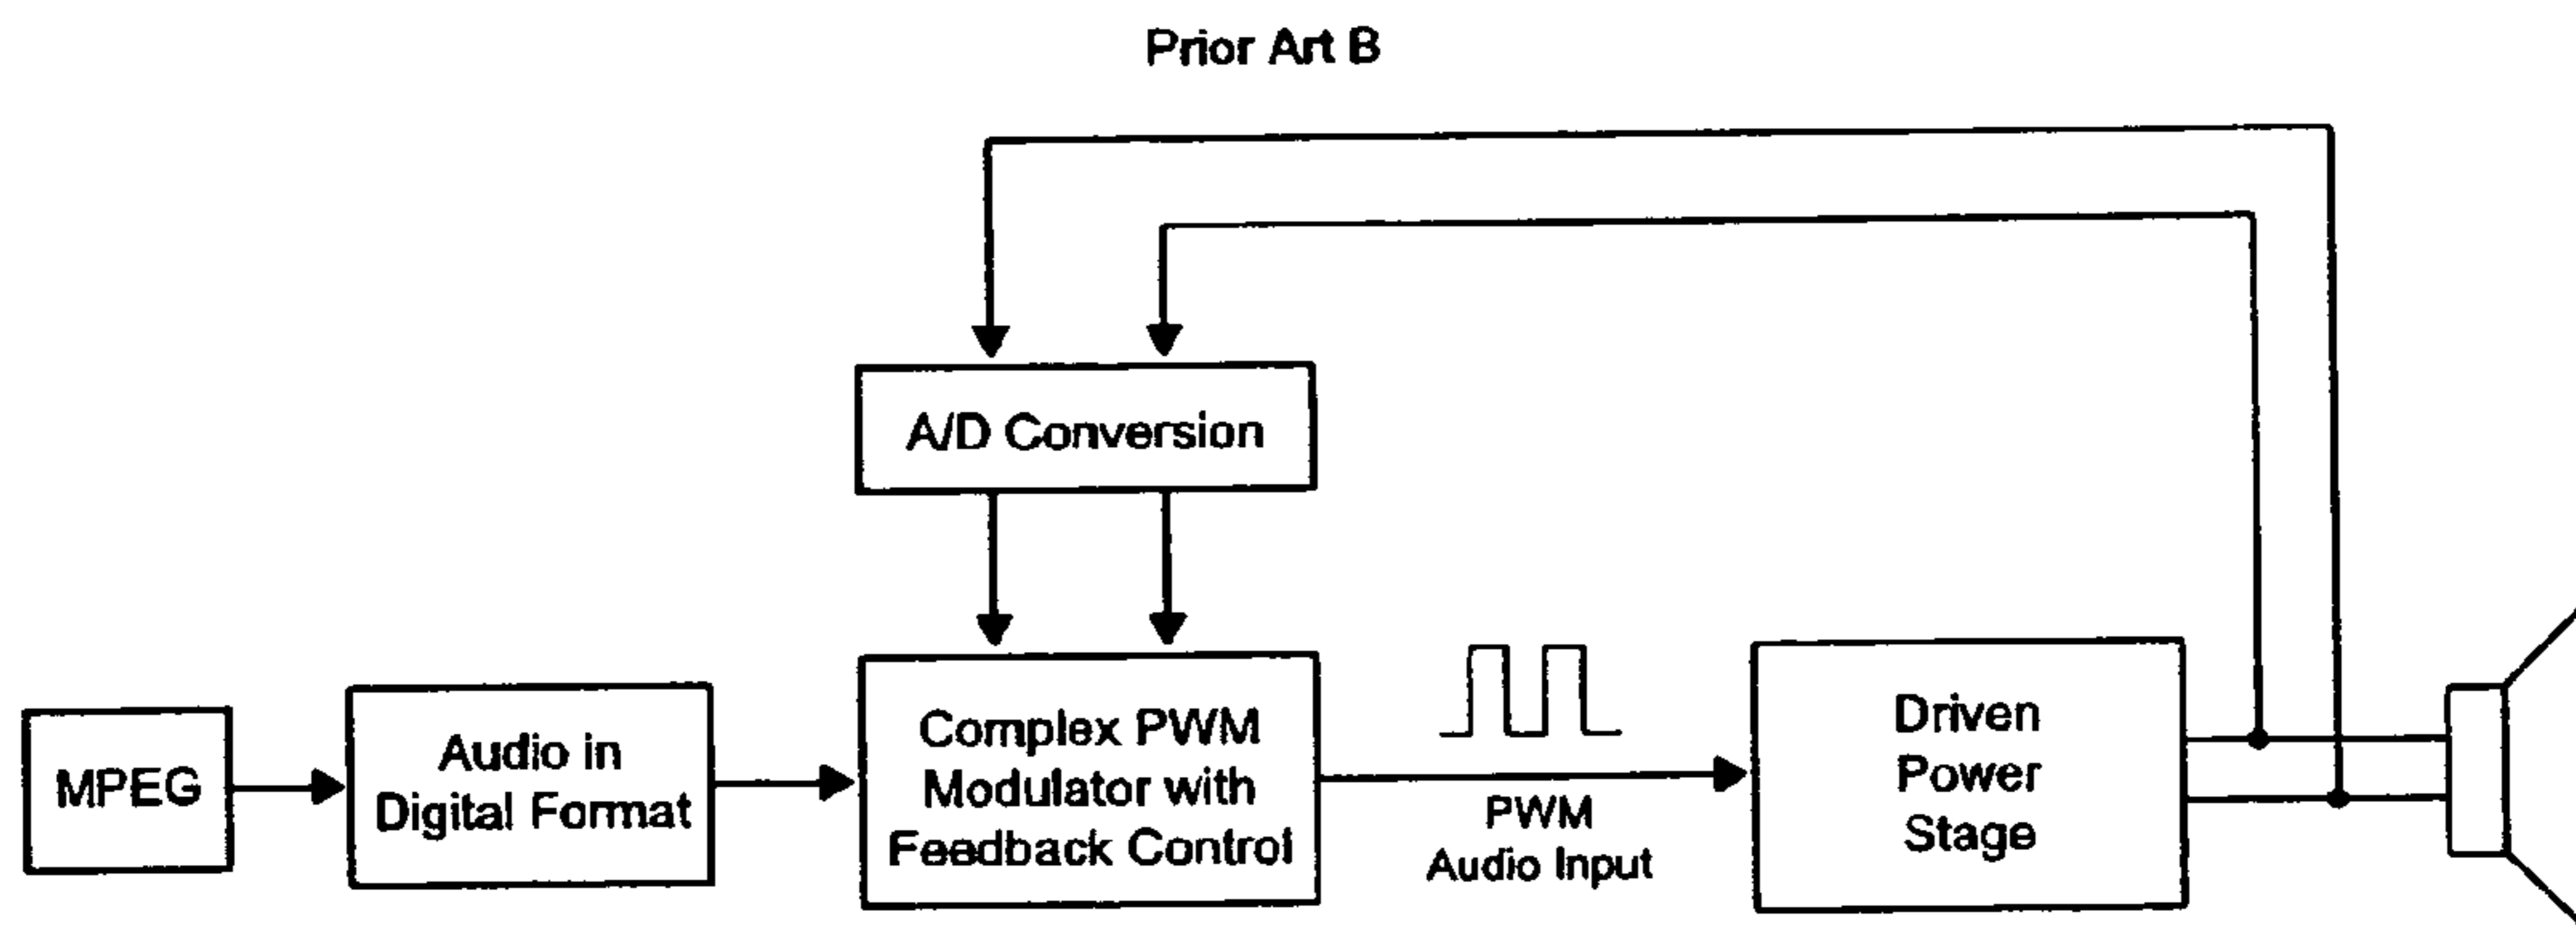 Prior Art B
A/D Conversion
MPEG
Audio in
Digital Format
Complex PWM
Modulator with
Feedback Control
PWM
Audio Input
Driven
Power
Stage